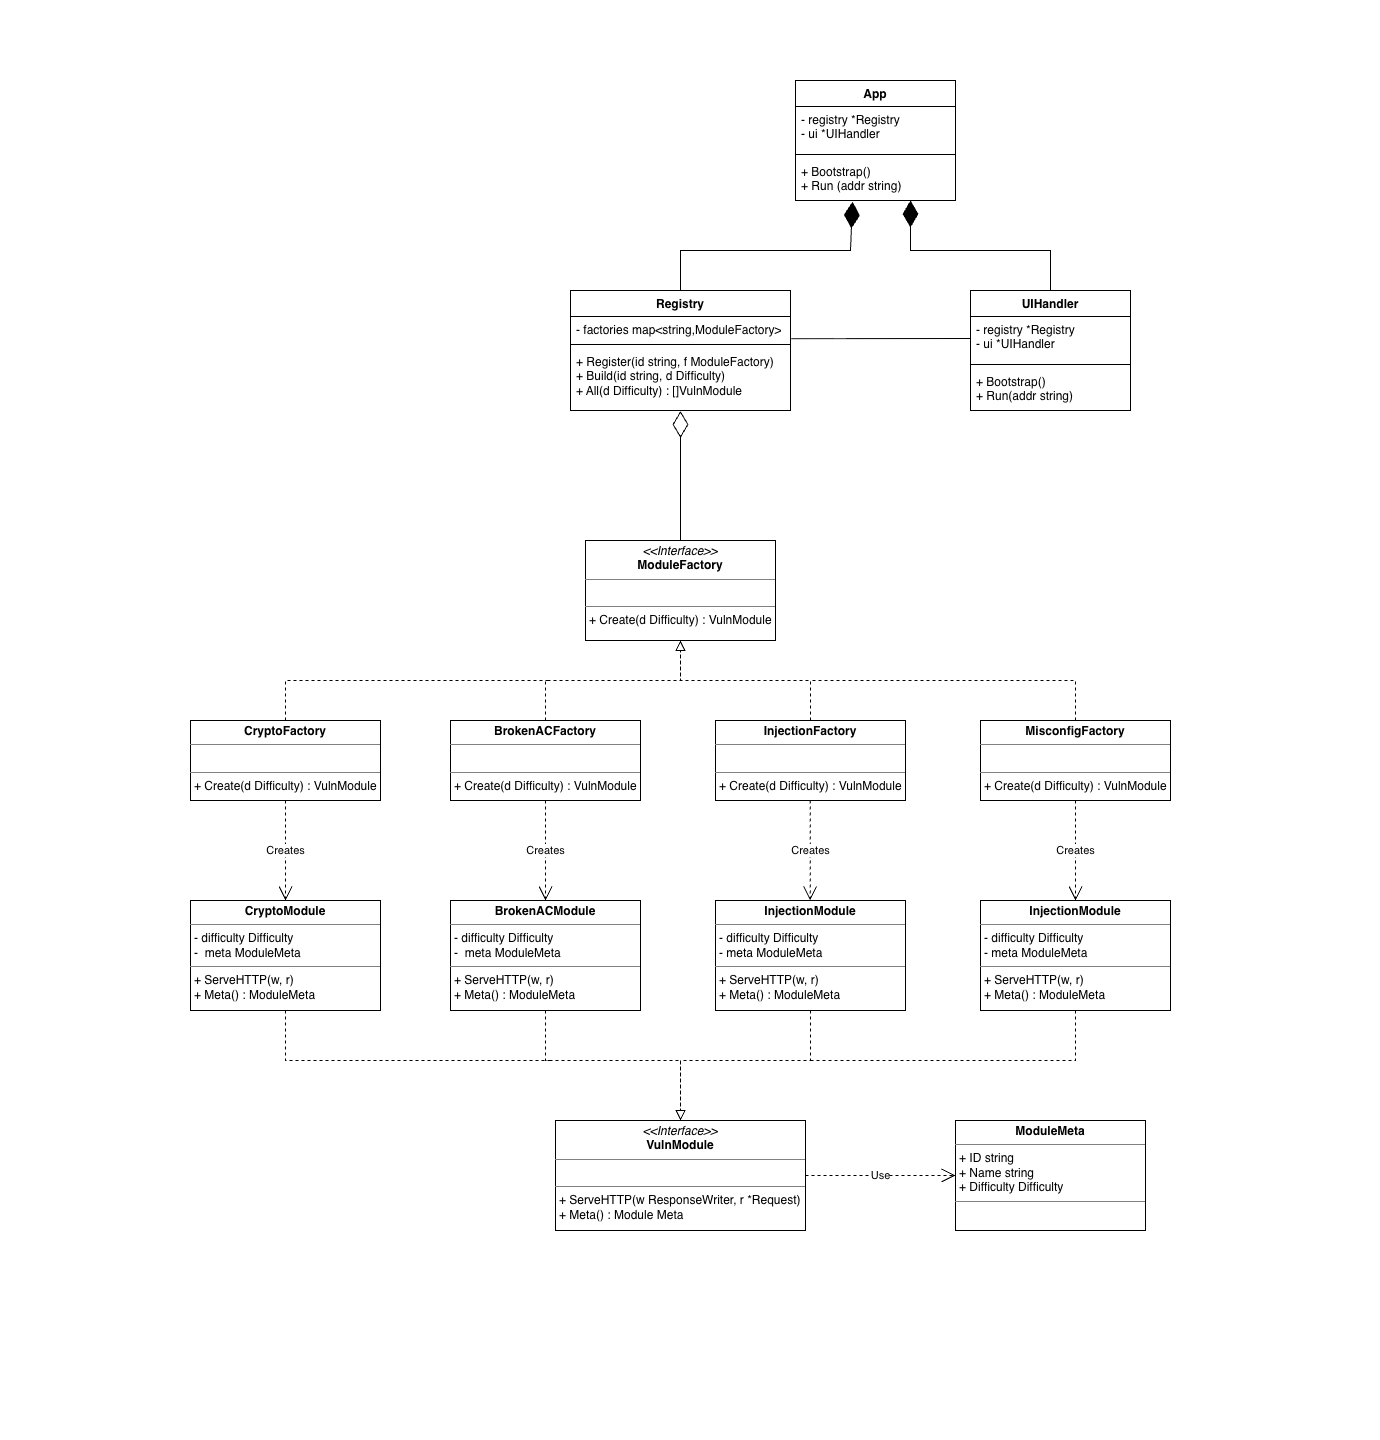 App
- registry *Registry
- ui *UIHandler
+ Bootstrap()
+ Run (addr string)
Registry
- factories map<string,ModuleFactory>
+ Register(id string, f ModuleFactory)
+ Build(id string, d Difficulty)
+ All(d Difficulty) : []VulnModule
UIHandler
- registry *Registry
- ui *UIHandler
+ Bootstrap()
+ Run(addr string)
<<Interface>>
ModuleFactory
+ Create(d Difficulty) : VulnModule
CryptoFactory
+ Create(d Difficulty) : VulnModule
BrokenACFactory
+ Create(d Difficulty) : VulnModule
InjectionFactory
+ Create(d Difficulty) : VulnModule
MisconfigFactory
+ Create(d Difficulty) : VulnModule
Creates
Creates
Creates
Creates
CryptoModule
- difficulty Difficulty
-  meta ModuleMeta
+ ServeHTTP(w, r)
+ Meta() : ModuleMeta
BrokenACModule
- difficulty Difficulty
-  meta ModuleMeta
+ ServeHTTP(w, r)
+ Meta() : ModuleMeta
InjectionModule
- difficulty Difficulty
- meta ModuleMeta
+ ServeHTTP(w, r)
+ Meta() : ModuleMeta
InjectionModule
- difficulty Difficulty
- meta ModuleMeta
+ ServeHTTP(w, r)
+ Meta() : ModuleMeta
<<Interface>>
VulnModule
+ ServeHTTP(w ResponseWriter, r *Request)
+ Meta() : Module Meta
Use
ModuleMeta
+ ID string
+ Name string
+ Difficulty Difficulty